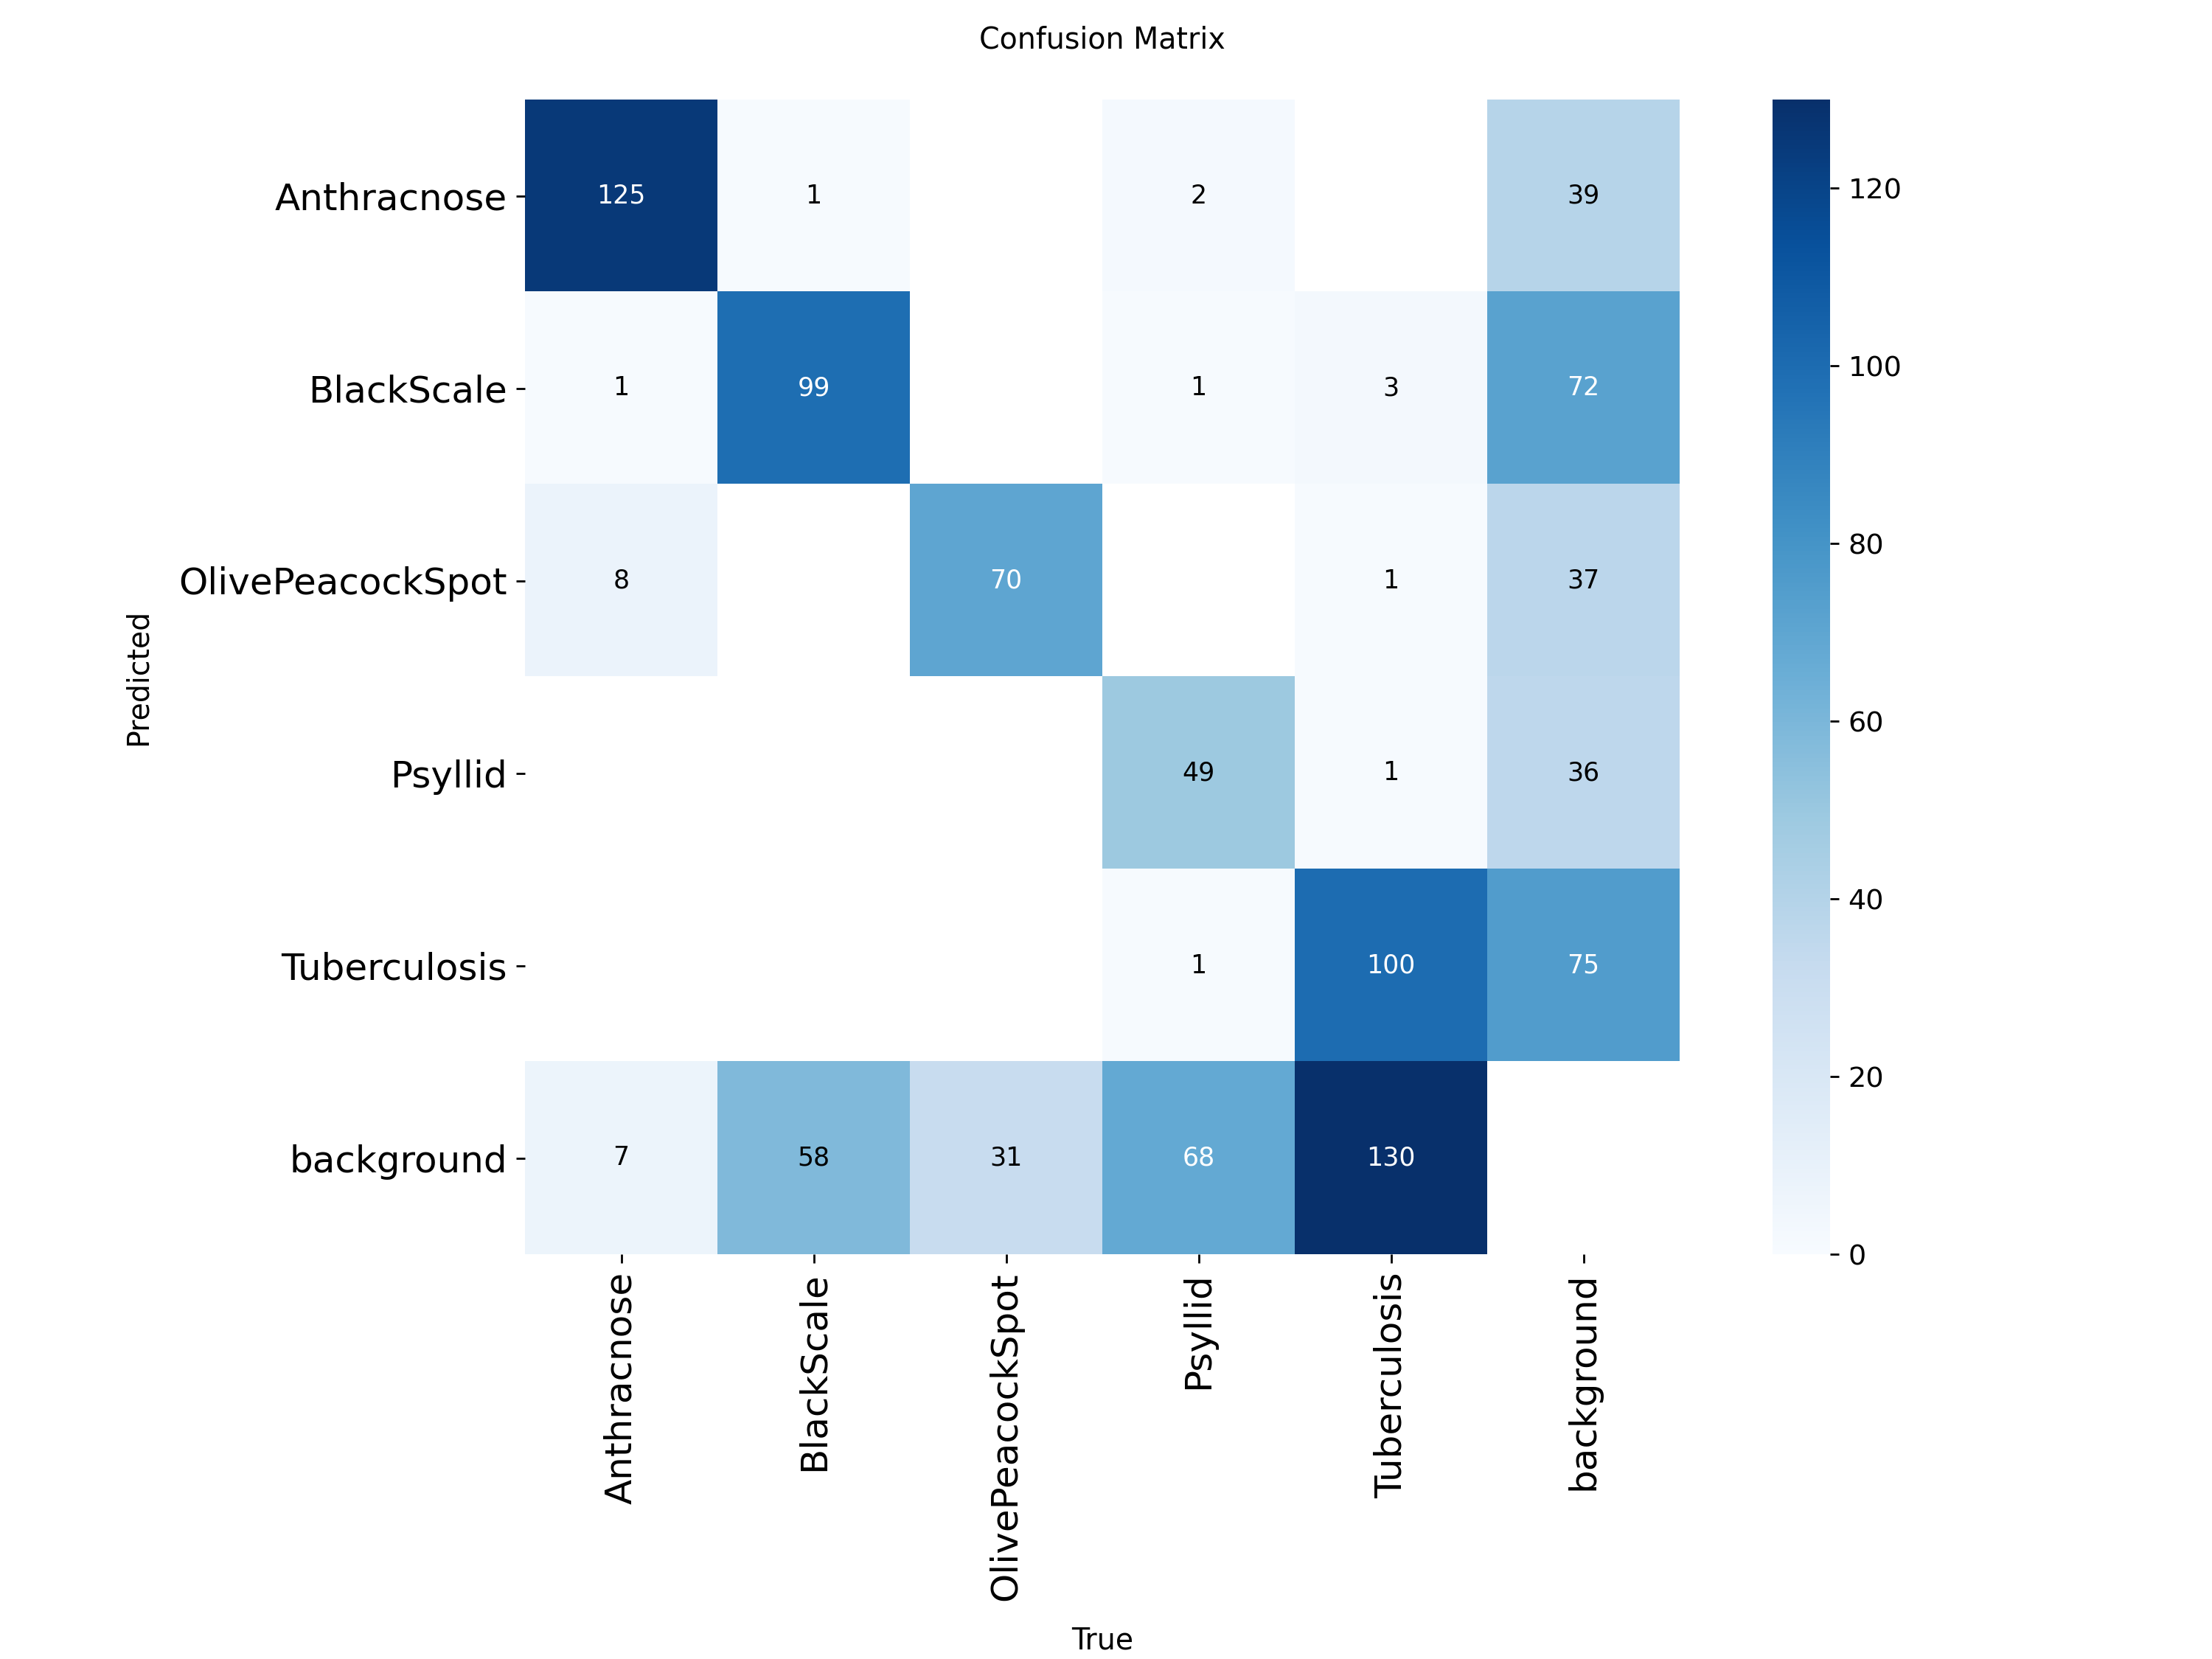 Confusion Matrix
Anthracnose 125 1 2 39
BlackScale 1 99 1 3 72
OlivePeacockSpot 8 70 1 37
Psyllid 49 1 36
Tuberculosis 1 100 75
background 7 58 31 68 130
Predicted
Anthracnose BlackScale OlivePeacockSpot Psyllid Tuberculosis background
True
120
100
80
60
40
20
0